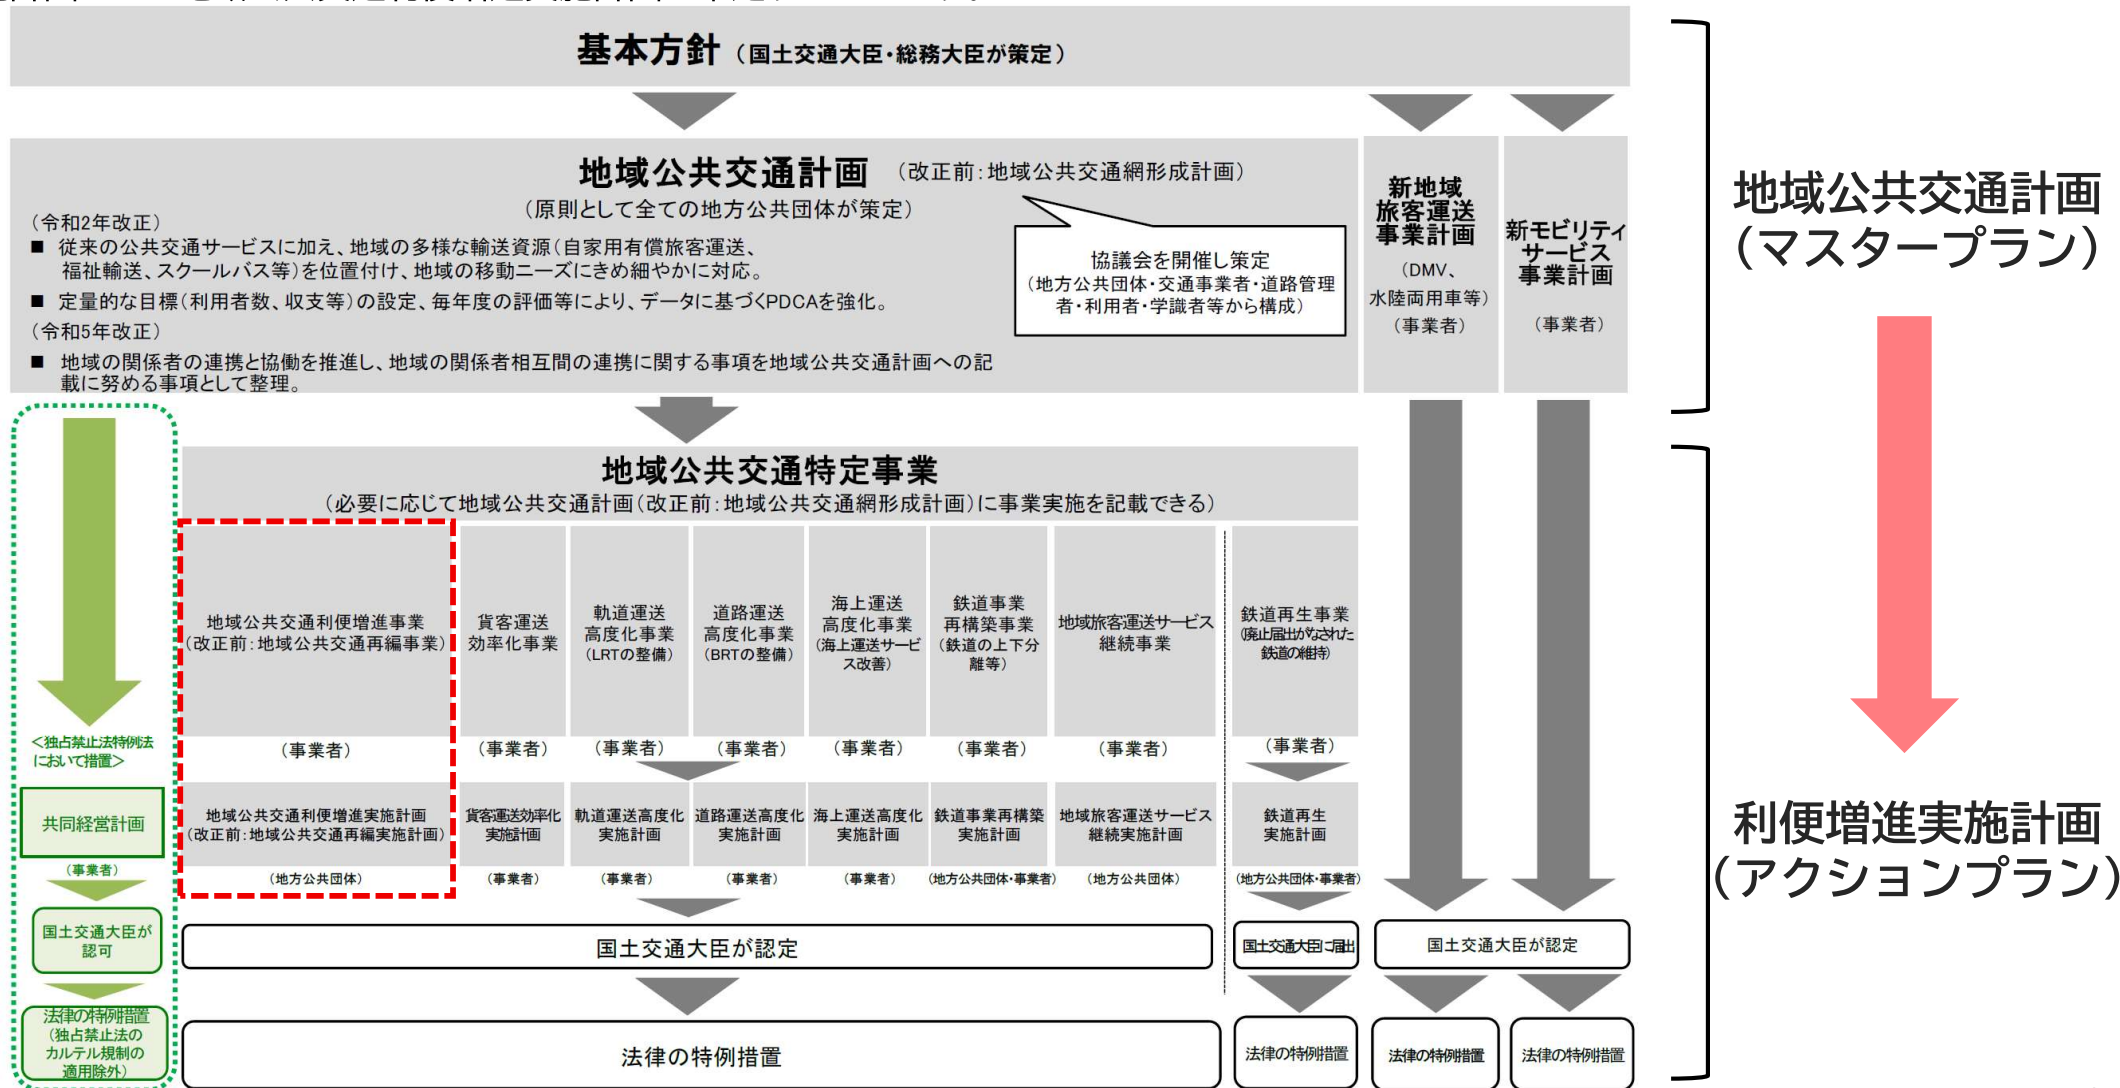 基本方針（国土交通大臣・総務大臣が策定）
地域公共交通計画（改正前：地域公共交通網形成計画）
（原則として全ての地方公共団体が策定）
（令和2年改正）
■ 従来の公共交通サービスに加え、地域の多様な輸送資源（自家用有償旅客運送、
福祉輸送、スクールバス等）を位置付け、地域の移動ニーズにきめ細やかに対応。
■ 定量的な目標（利用者数、収支等）の設定、毎年度の評価等により、データに基づくPDCAを強化。
（令和5年改正）
■ 地域の関係者の連携と協働を推進し、地域の関係者相互間の連携に関する事項を地域公共交通計画への記
載に努める事項として整理。
協議会を開催し策定
（地方公共団体・交通事業者・道路管理
者・利用者・学識者等から構成）
新地域
旅客運送
事業計画
（DMV、
水陸両用車等）
（事業者）
新モビリティ
サービス
事業計画
（事業者）
地域公共交通計画
（マスタープラン）
地域公共交通特定事業
（必要に応じて地域公共交通計画（改正前：地域公共交通網形成計画）に事業実施を記載できる）
地域公共交通利便増進事業
（改正前：地域公共交通再編事業）
（事業者）
貨客運送
効率化事業
（事業者）
軌道運送
高度化事業
（LRTの整備）
（事業者）
道路運送
高度化事業
（BRTの整備）
（事業者）
海上運送
高度化事業
（海上運送サービ
ス改善）
（事業者）
鉄道事業
再構築事業
（鉄道の上下分
離等）
（事業者）
地域旅客運送サービス
継続事業
（事業者）
鉄道再生事業
（廃止届出がなされた
鉄道の維持）
（事業者）
＜独占禁止法特例法
において措置＞
共同経営計画
（事業者）
国土交通大臣が
認可
法律の特例措置
（独占禁止法の
カルテル規制の
適用除外）
地域公共交通利便増進実施計画
（改正前：地域公共交通再編実施計画）
（地方公共団体）
貨客運送効率化
実施計画
（事業者）
軌道運送高度化
実施計画
（事業者）
道路運送高度化
実施計画
（事業者）
海上運送高度化
実施計画
（事業者）
鉄道事業再構築
実施計画
（地方公共団体・事業者）
地域旅客運送サービス
継続実施計画
（地方公共団体）
鉄道再生
実施計画
（地方公共団体・事業者）
国土交通大臣が認定
国土交通大臣に届出
国土交通大臣が認定
法律の特例措置
法律の特例措置
法律の特例措置
法律の特例措置
利便増進実施計画
（アクションプラン）